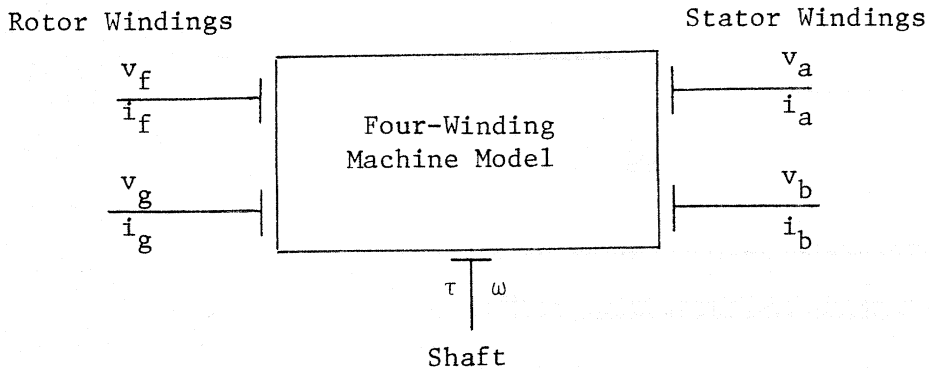 Rotor Windings
Stator Windings
v_f
i_f
v_a
i_a
Four-Winding
Machine Model
v_g
i_g
v_b
i_b
τ ω
Shaft